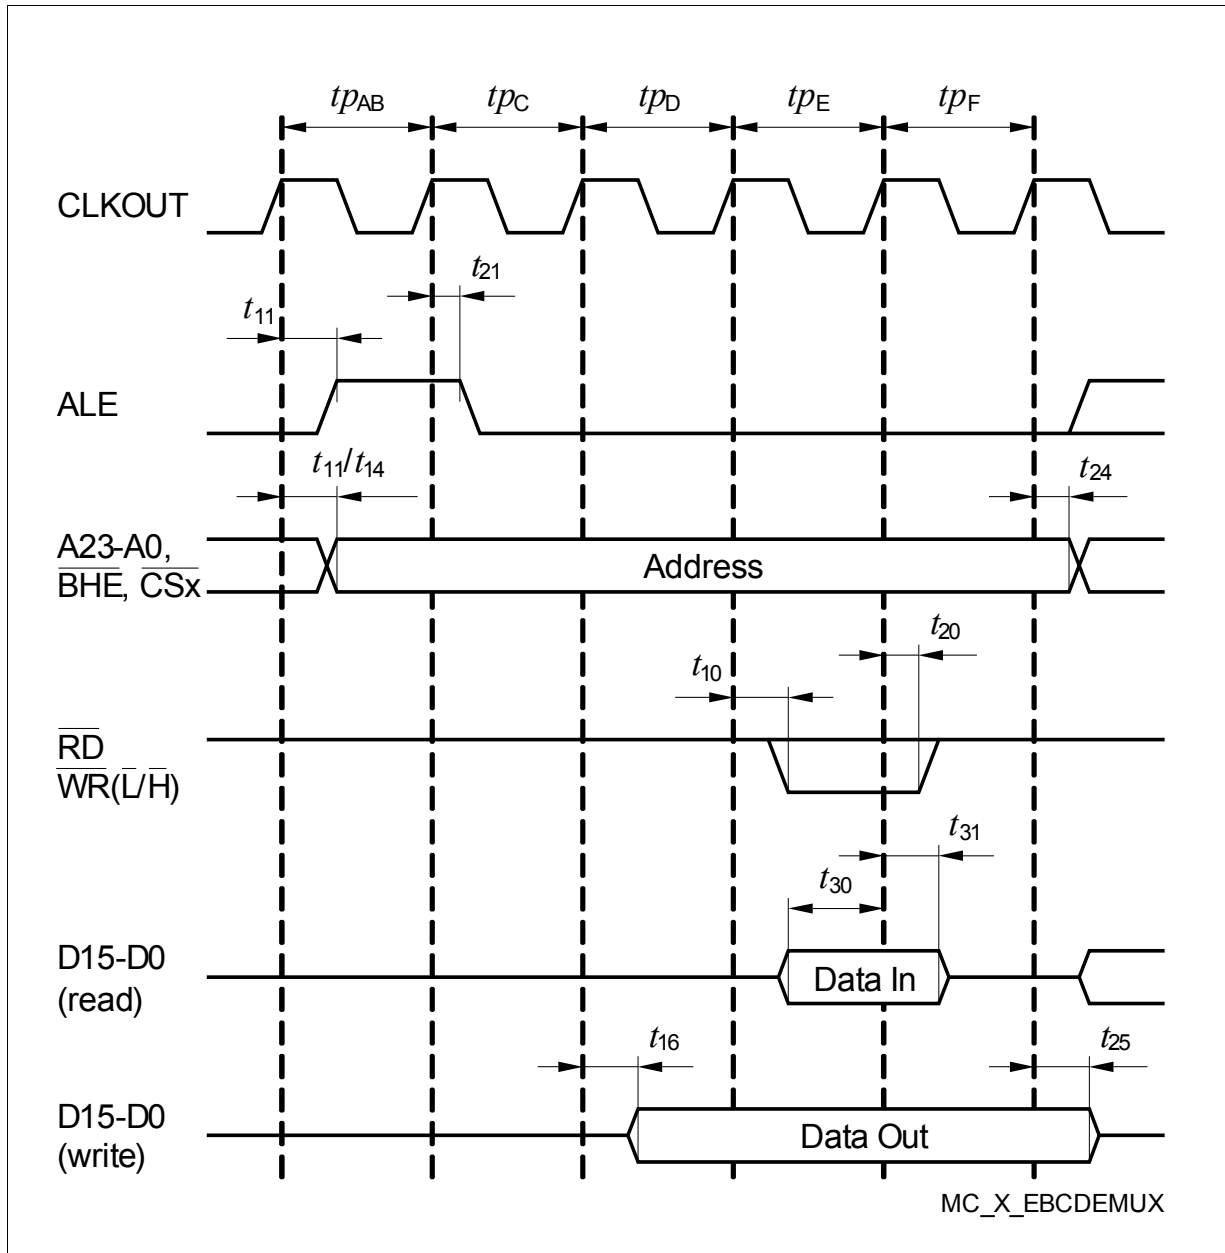 tpAB tpC tpD tpE tpF
CLKOUT
t21
t11
ALE
t11/t14
t24
A23-A0,
BHE, CSx
Address
t20
t10
RD
WR(L/H)
t31
t30
D15-D0
(read)
Data In
t16
t25
D15-D0
(write)
Data Out
MC_X_EBCDEMUX